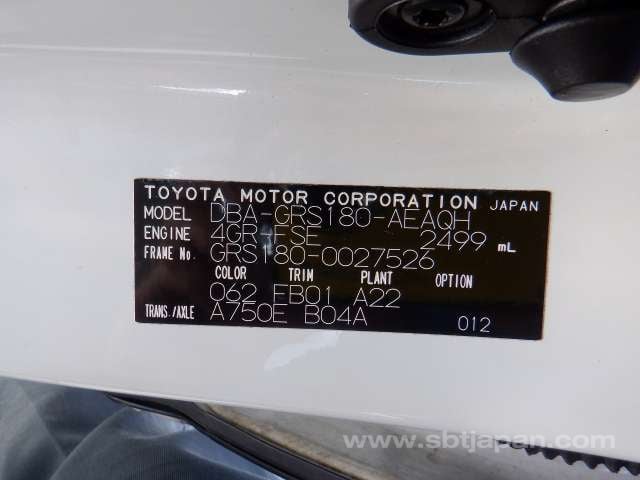 TOYOTA MOTOR CORPORATION JAPAN
MODEL DBA-GRS180-AEAQH
ENGINE 4GR-FSE 2499 mL
FRAME No. GRS180-0027526
COLOR TRIM PLANT OPTION
062 FB01 A22
TRANS./AXLE A750E B04A 012
www.sbtjapan.com